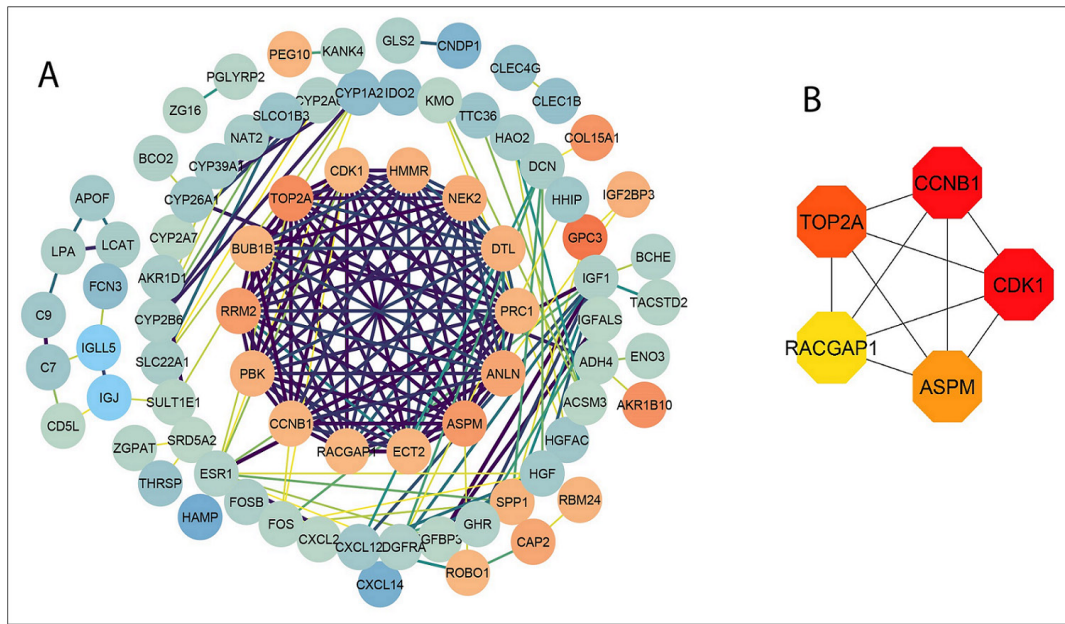 A
PEG10
KANK4
GLS2
CNDP1
PGLYRP2
ZG16
CLEC4G
CLEC1B
CYP1A2
IDO2
KMO
SLCO1B3
TTC36
NAT2
HAO2
COL15A1
BCO2
CYP39A1
DCN
CYP26A1
HHIP
IGF2BP3
CDK1
HMMR
TOP2A
NEK2
APOF
LPA
LCAT
CYP2A7
GPC3
BUB1B
DTL
BCHE
FCN3
AKR1D1
IGF1
TACSTD2
C9
CYP2B6
RRM2
PRC1
IGFALS
IGLL5
C7
SLC22A1
ADH4
ENO3
PBK
ANLN
IGJ
SULT1E1
ACSM3
AKR1B10
CD5L
CCNB1
ASPM
RACGAP1
ECT2
ZGPAT
SRD5A2
HGFAC
THRSP
ESR1
HGF
HAMP
FOSB
SPP1
RBM24
FOS
GHR
CXCL2
CXCL12
DGFRA
GFBP3
CAP2
ROBO1
CXCL14
B
CCNB1
TOP2A
CDK1
RACGAP1
ASPM